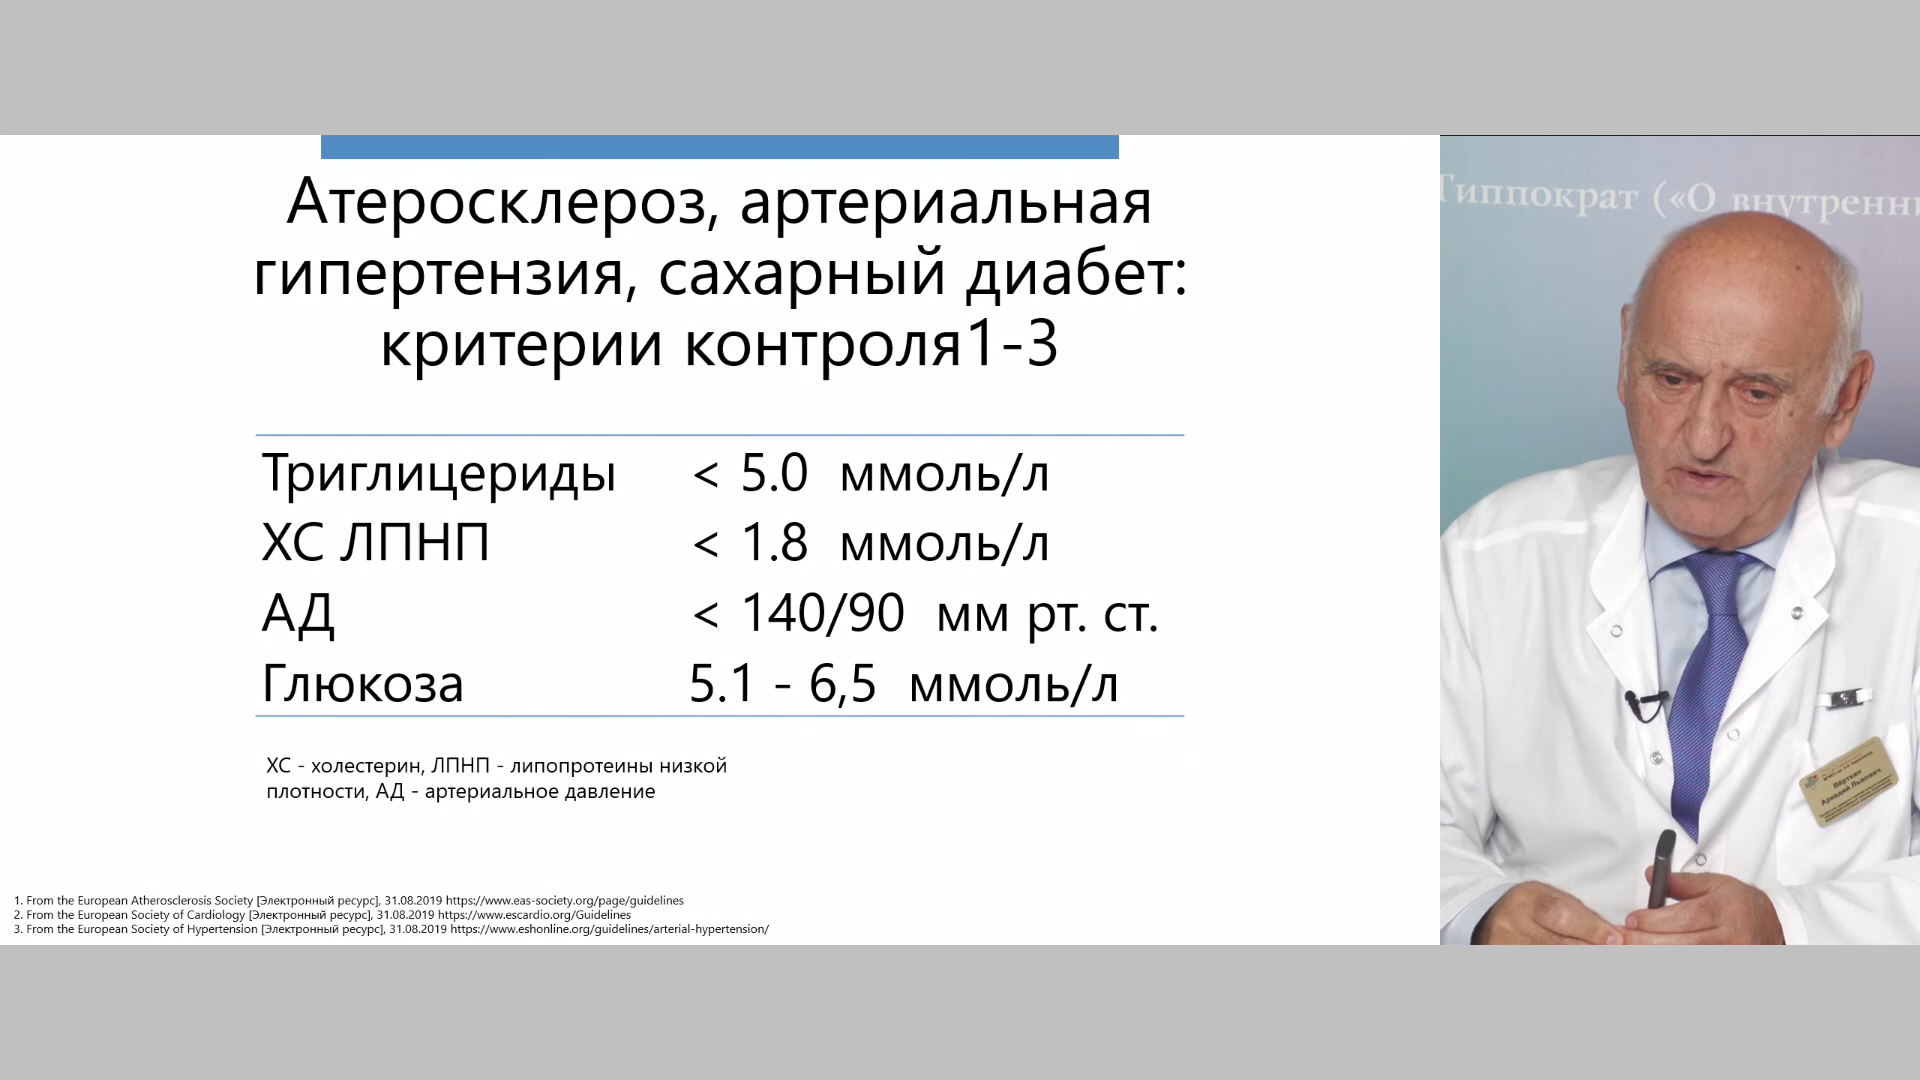 Атеросклероз, артериальная
гипертензия, сахарный диабет:
критерии контроля1-3
Триглицериды < 5.0 ммоль/л
ХС ЛПНП < 1.8 ммоль/л
АД < 140/90 мм рт. ст.
Глюкоза 5.1 - 6,5 ммоль/л
ХС - холестерин, ЛПНП - липопротеины низкой
плотности, АД - артериальное давление
1. From the European Atherosclerosis Society [Электронный ресурс], 31.08.2019 https://www.eas-society.org/page/guidelines
2. From the European Society of Cardiology [Электронный ресурс], 31.08.2019 https://www.escardio.org/Guidelines
3. From the European Society of Hypertension [Электронный ресурс], 31.08.2019 https://www.eshonline.org/guidelines/arterial-hypertension/
Гиппократ («О внутренни
Вёрткин
Аркадий Львович